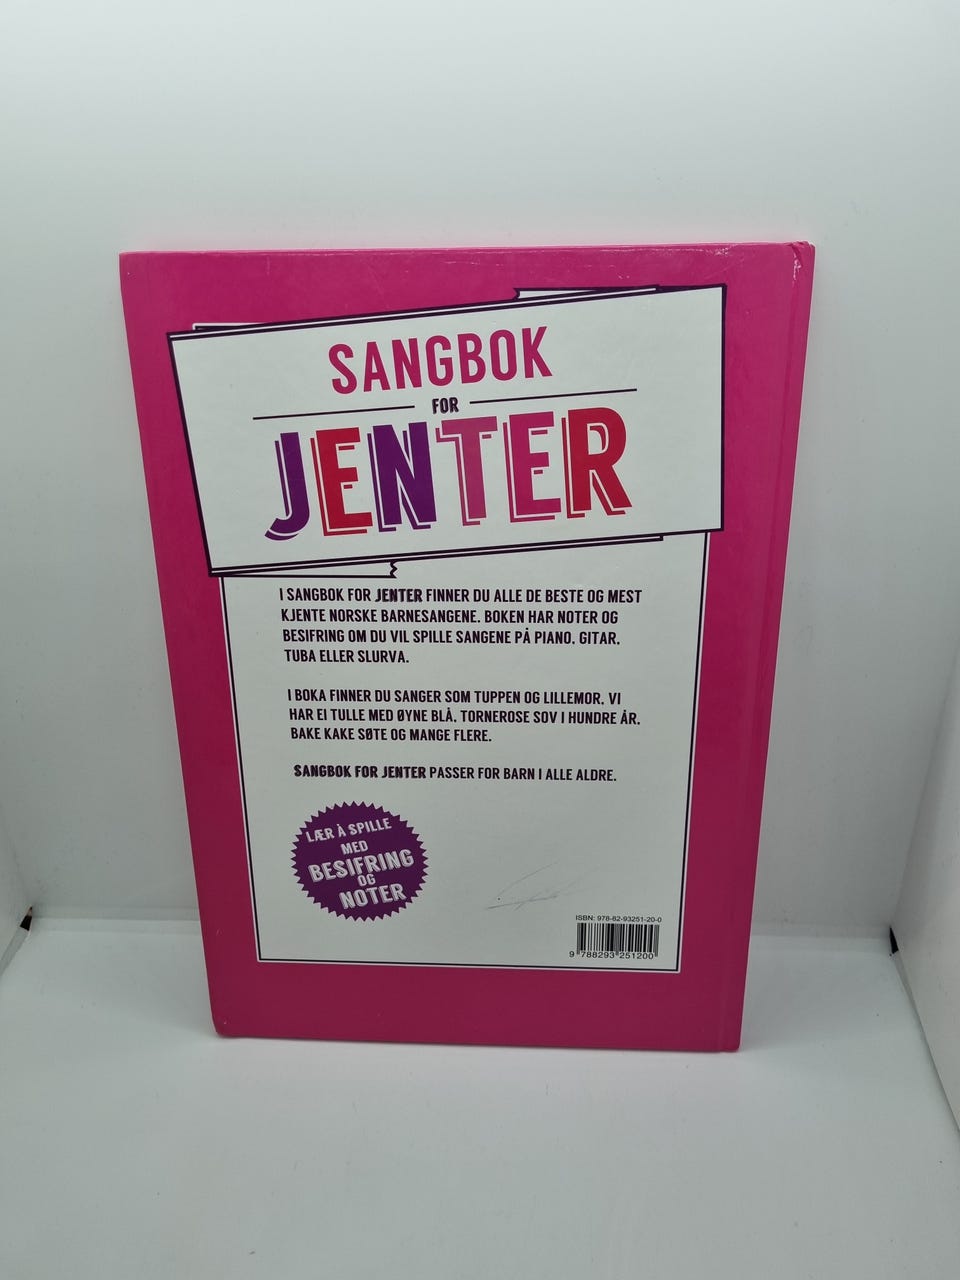 SANGBOK
FOR
JENTER
I SANGBOK FOR JENTER FINNER DU ALLE DE BESTE OG MEST
KJENTE NORSKE BARNESANGENE. BOKEN HAR NOTER OG
BESIFRING OM DU VIL SPILLE SANGENE PÅ PIANO, GITAR,
TUBA ELLER SLURVA.
I BOKA FINNER DU SANGER SOM TUPPEN OG LILLEMOR, VI
HAR EI TULLE MED ØYNE BLÅ, TORNEROSE SOV I HUNDRE ÅR,
BAKE KAKE SØTE OG MANGE FLERE.
SANGBOK FOR JENTER PASSER FOR BARN I ALLE ALDRE.
LÆR Å SPILLE
MED
BESIFRING
OG
NOTER
ISBN: 978-82-93251-20-0
9 788293 251200